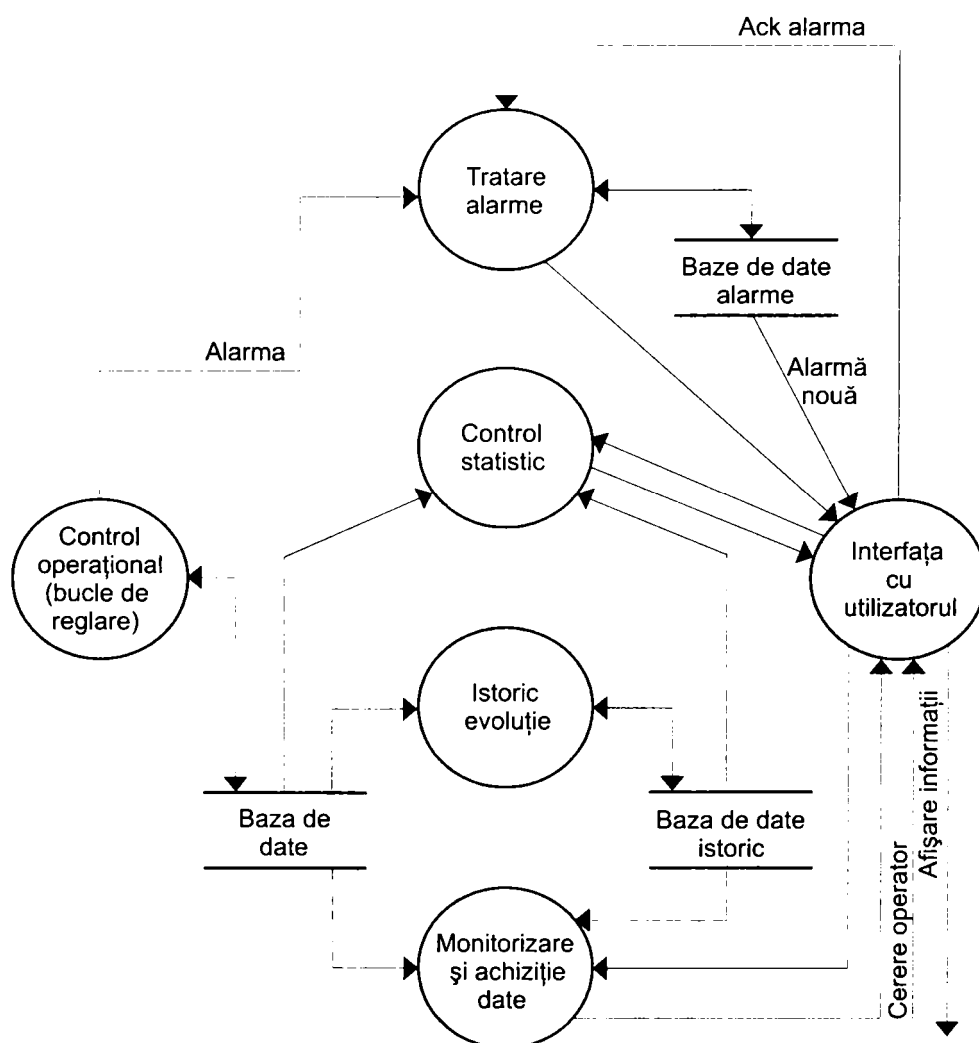 Ack alarma
Tratare
alarme
Baze de date
alarme
Alarma
Alarmă
nouă
Control
statistic
Control
operațional
(bucle de
reglare)
Interfața
cu
utilizatorul
Istoric
evoluție
Baza de
date
Baza de date
istoric
Monitorizare
şi achiziție
date
Cerere operator
Afişare informații